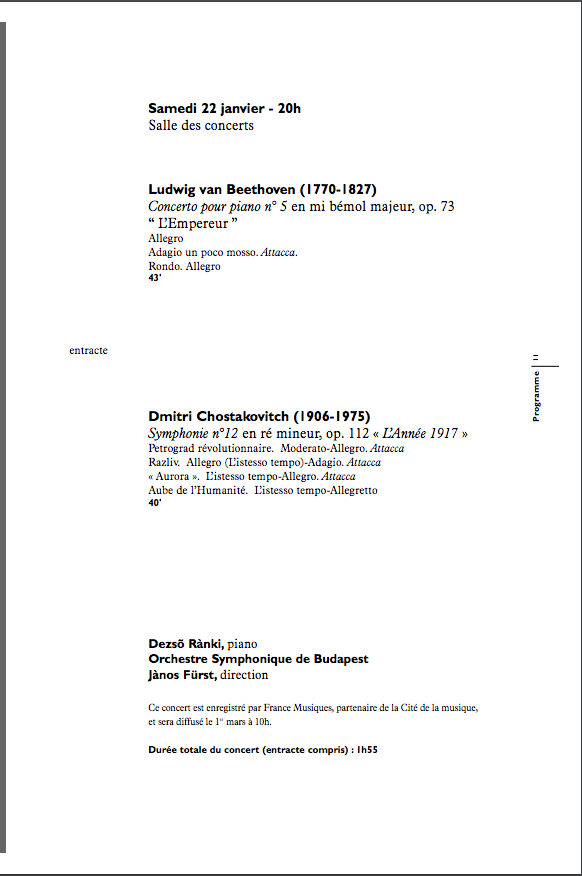 Samedi 22 janvier - 20h
Salle des concerts
Ludwig van Beethoven (1770-1827)
Concerto pour piano n° 5 en mi bémol majeur, op. 73
“ L’Empereur ”
Allegro
Adagio un poco mosso. Attacca.
Rondo. Allegro
43’
entracte
Dmitri Chostakovitch (1906-1975)
Symphonie n°12 en ré mineur, op. 112 « L’Année 1917 »
Petrograd révolutionnaire. Moderato-Allegro. Attacca
Razliv. Allegro (L’istesso tempo)-Adagio. Attacca
« Aurora ». L’istesso tempo-Allegro. Attacca
Aube de l’Humanité. L’istesso tempo-Allegretto
40’
Dezsõ Rànki, piano
Orchestre Symphonique de Budapest
Jànos Fürst, direction
Ce concert est enregistré par France Musiques, partenaire de la Cité de la musique,
et sera diffusé le 1er mars à 10h.
Durée totale du concert (entracte compris) : 1h55
Programme | 11